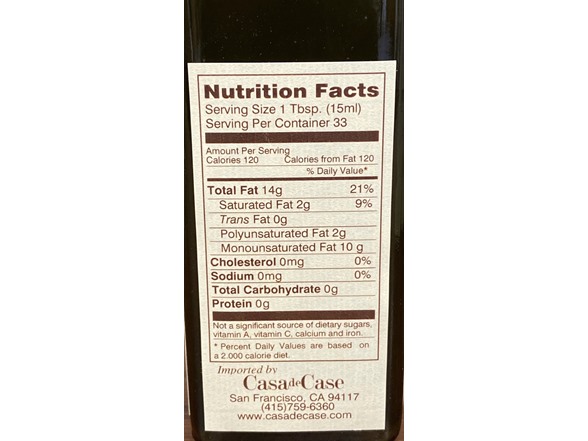 Nutrition Facts
Serving Size 1 Tbsp. (15ml)
Serving Per Container 33
Amount Per Serving
Calories 120 Calories from Fat 120
% Daily Value*
Total Fat 14g 21%
Saturated Fat 2g 9%
Trans Fat 0g
Polyunsaturated Fat 2g
Monounsaturated Fat 10 g
Cholesterol 0mg 0%
Sodium 0mg 0%
Total Carbohydrate 0g
Protein 0g
Not a significant source of dietary sugars,
vitamin A, vitamin C, calcium and iron.
* Percent Daily Values are based on
a 2.000 calorie diet.
Imported by
Casa de Case
San Francisco, CA 94117
(415)759-6360
www.casadecase.com